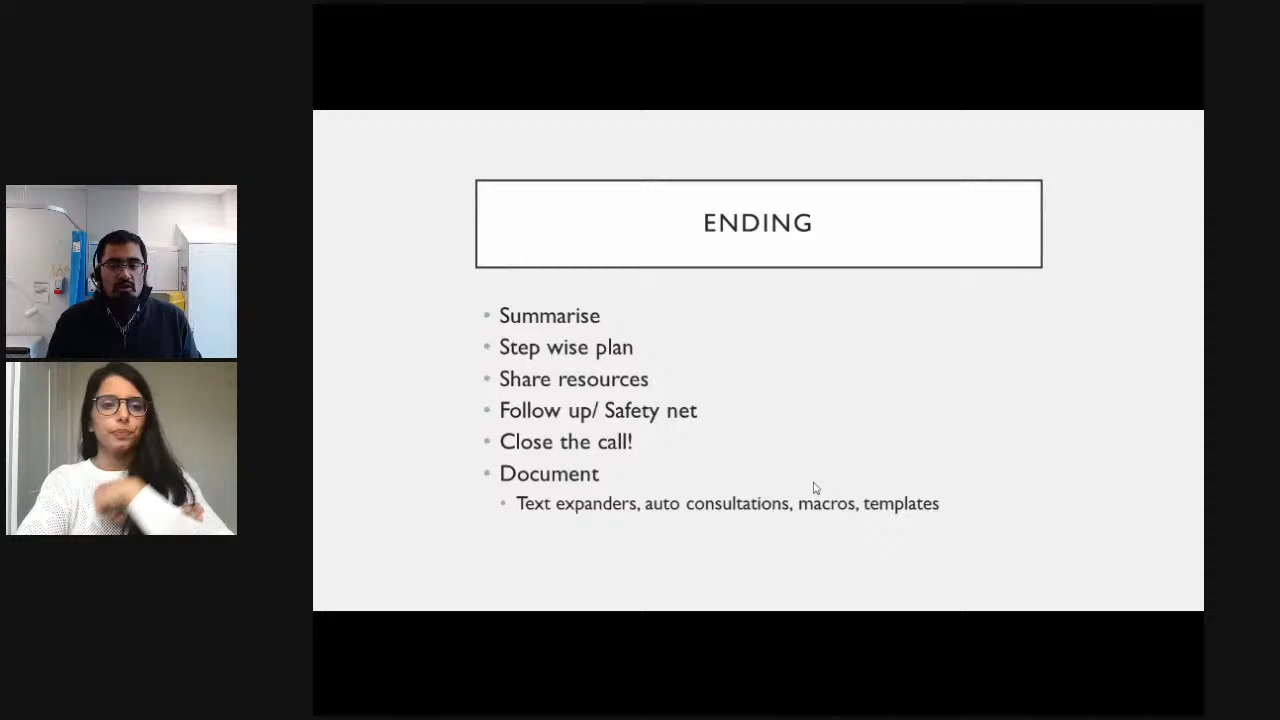 ENDING
Summarise
Step wise plan
Share resources
Follow up/ Safety net
Close the call!
Document
Text expanders, auto consultations, macros, templates